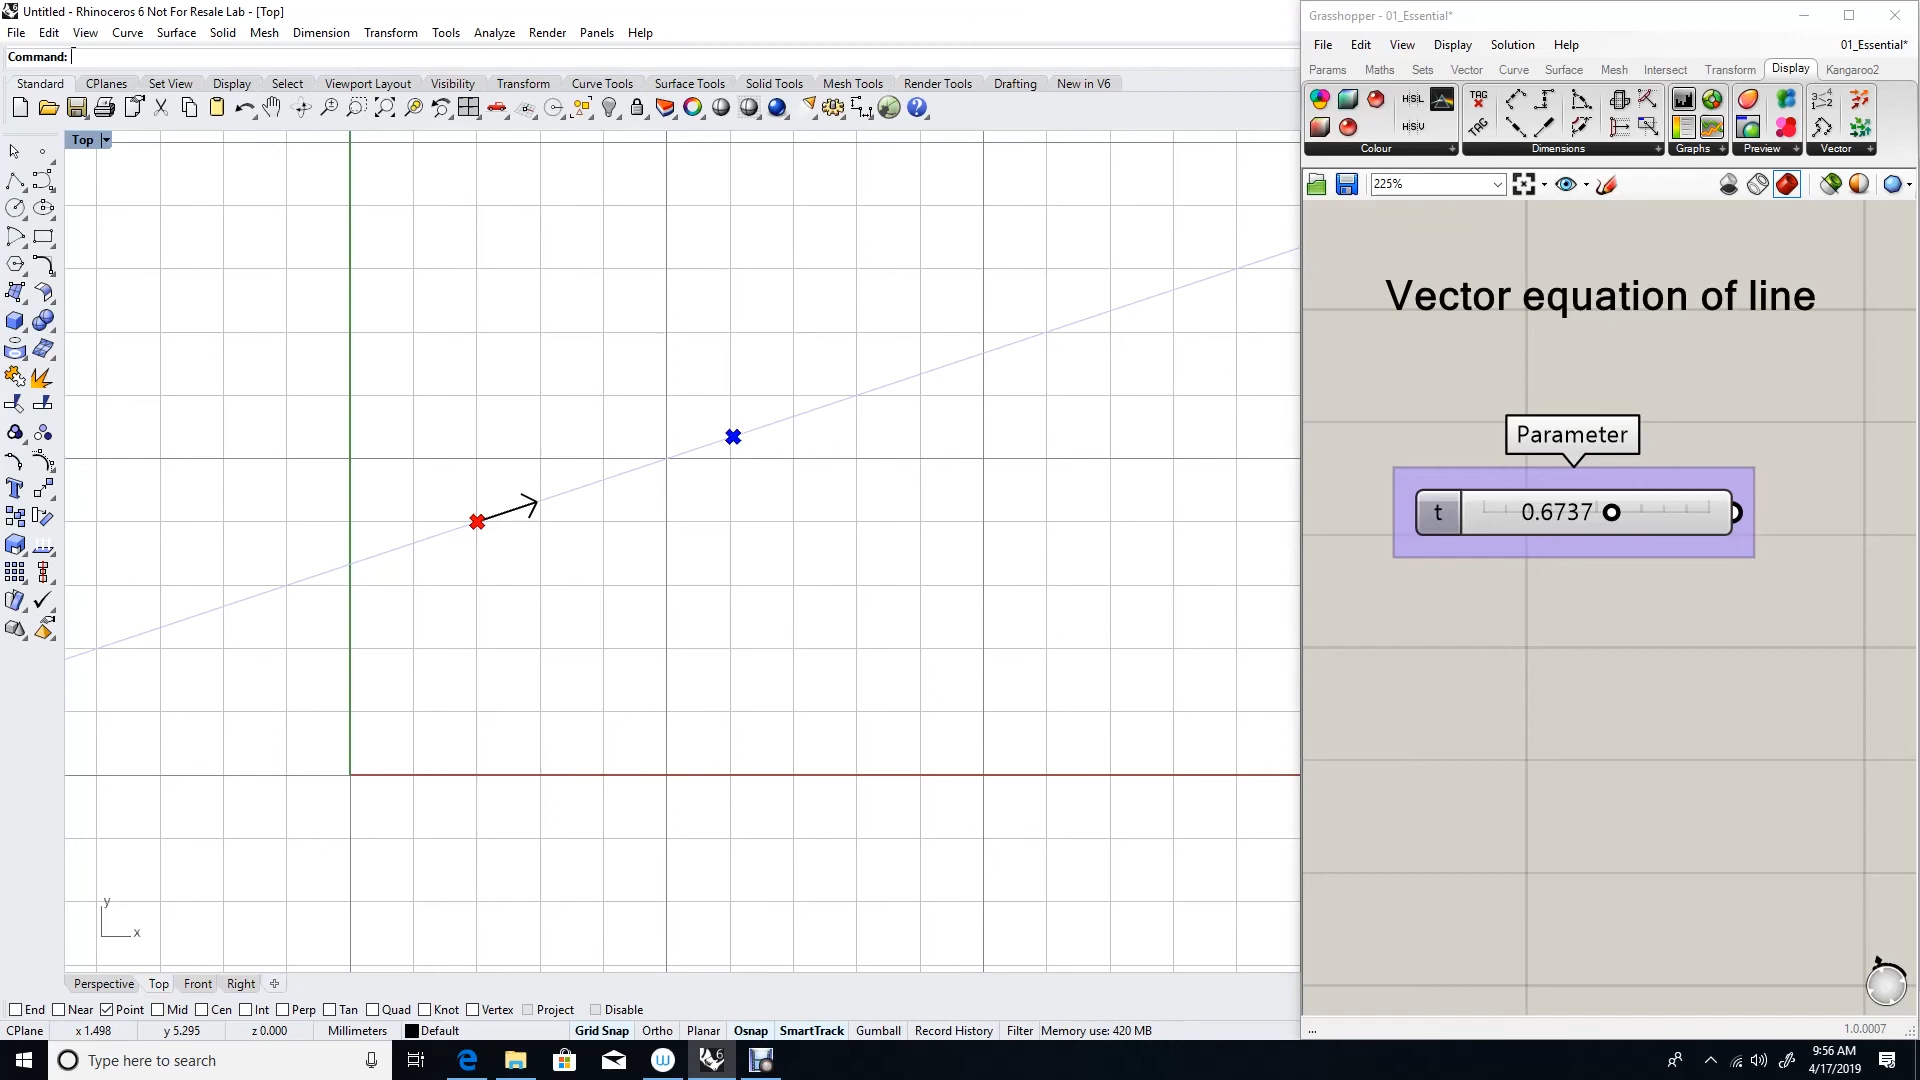 Untitled - Rhinoceros 6 Not For Resale Lab - [Top]
File Edit View Curve Surface Solid Mesh Dimension Transform Tools Analyze Render Panels Help
Command:
Standard CPlanes Set View Display Select Viewport Layout Visibility Transform Curve Tools Surface Tools Solid Tools Mesh Tools Render Tools Drafting New in V6
Top
y
x
Perspective Top Front Right
End Near Point Mid Cen Int Perp Tan Quad Knot Vertex Project Disable
CPlane x 1.498 y 5.295 z 0.000 Millimeters Default Grid Snap Ortho Planar Osnap SmartTrack Gumball Record History Filter Memory use: 420 MB
Grasshopper - 01_Essential*
File Edit View Display Solution Help 01_Essential*
Params Maths Sets Vector Curve Surface Mesh Intersect Transform Display Kangaroo2
HSL
HSV
TAG
TAG
Colour Dimensions Graphs Preview Vector
225%
Vector equation of line
Parameter
t 0.6737
... 1.0.0007
Type here to search
9:56 AM
4/17/2019